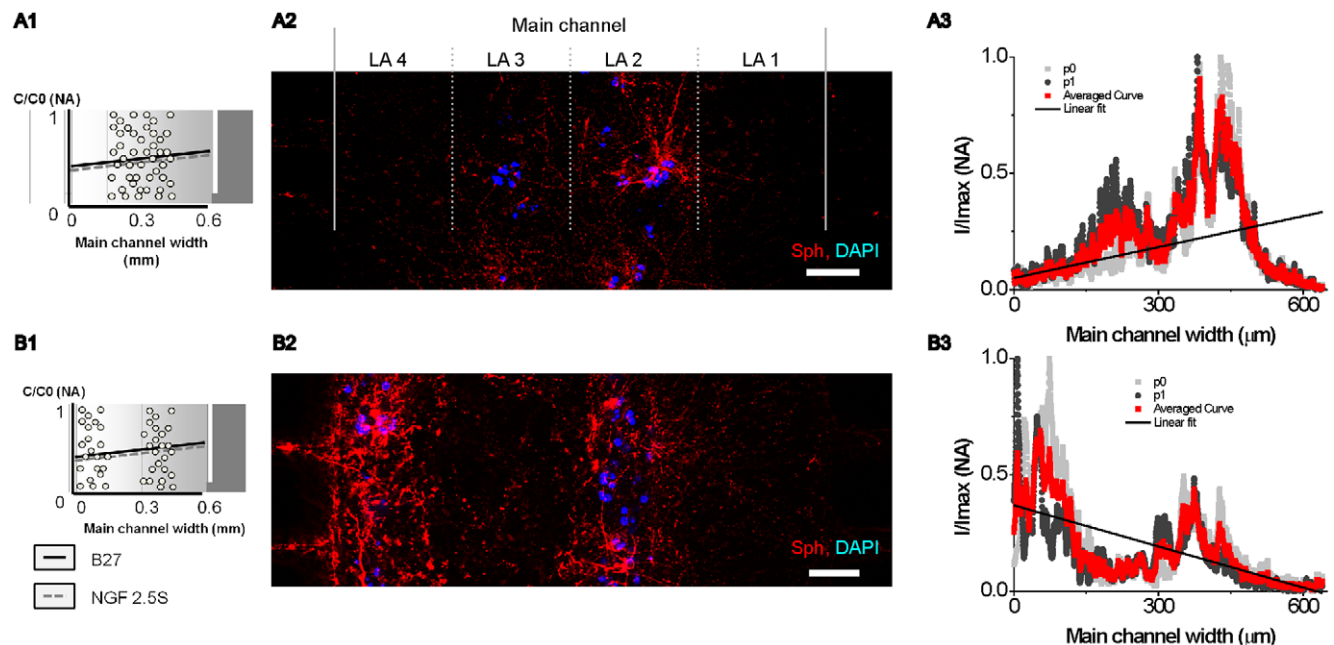 A1
C/C0 (NA)
1
0
0 0.3 0.6
Main channel width
(mm)
A2
Main channel
LA 4 LA 3 LA 2 LA 1
Sph, DAPI
A3
I/Imax (NA)
1.0
0.5
0.0
p0
p1
Averaged Curve
Linear fit
0 300 600
Main channel width (μm)
B1
C/C0 (NA)
1
0
0 0.3 0.6
Main channel width (mm)
B27
NGF 2.5S
B2
Sph, DAPI
B3
I/Imax (NA)
1.0
0.5
0.0
p0
p1
Averaged Curve
Linear fit
0 300 600
Main channel width (μm)